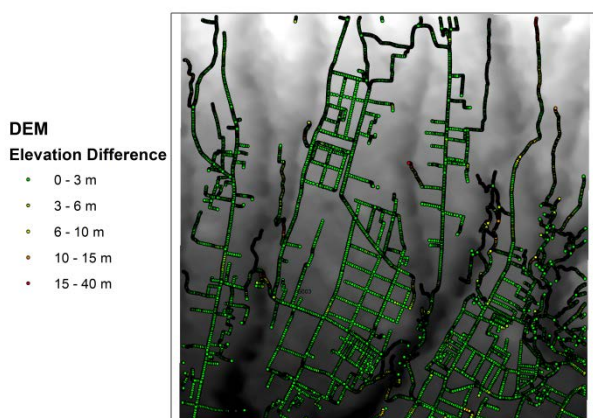 DEM
Elevation Difference
0 - 3 m
3 - 6 m
6 - 10 m
10 - 15 m
15 - 40 m